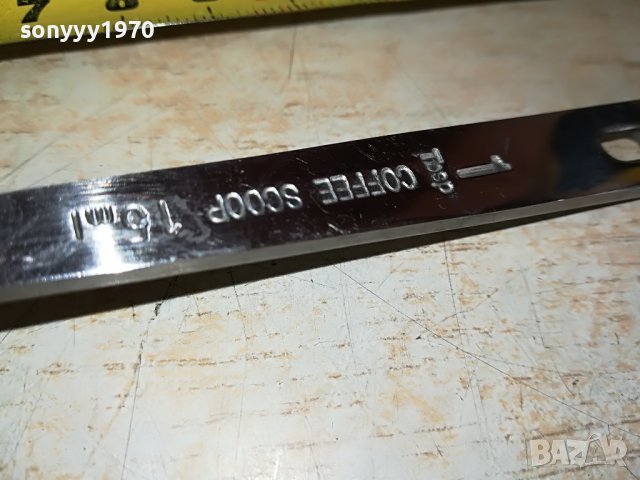 sonyyy1970^
7 8
1 Tbsp COFFEE SCOOP 15ml
BAZAR